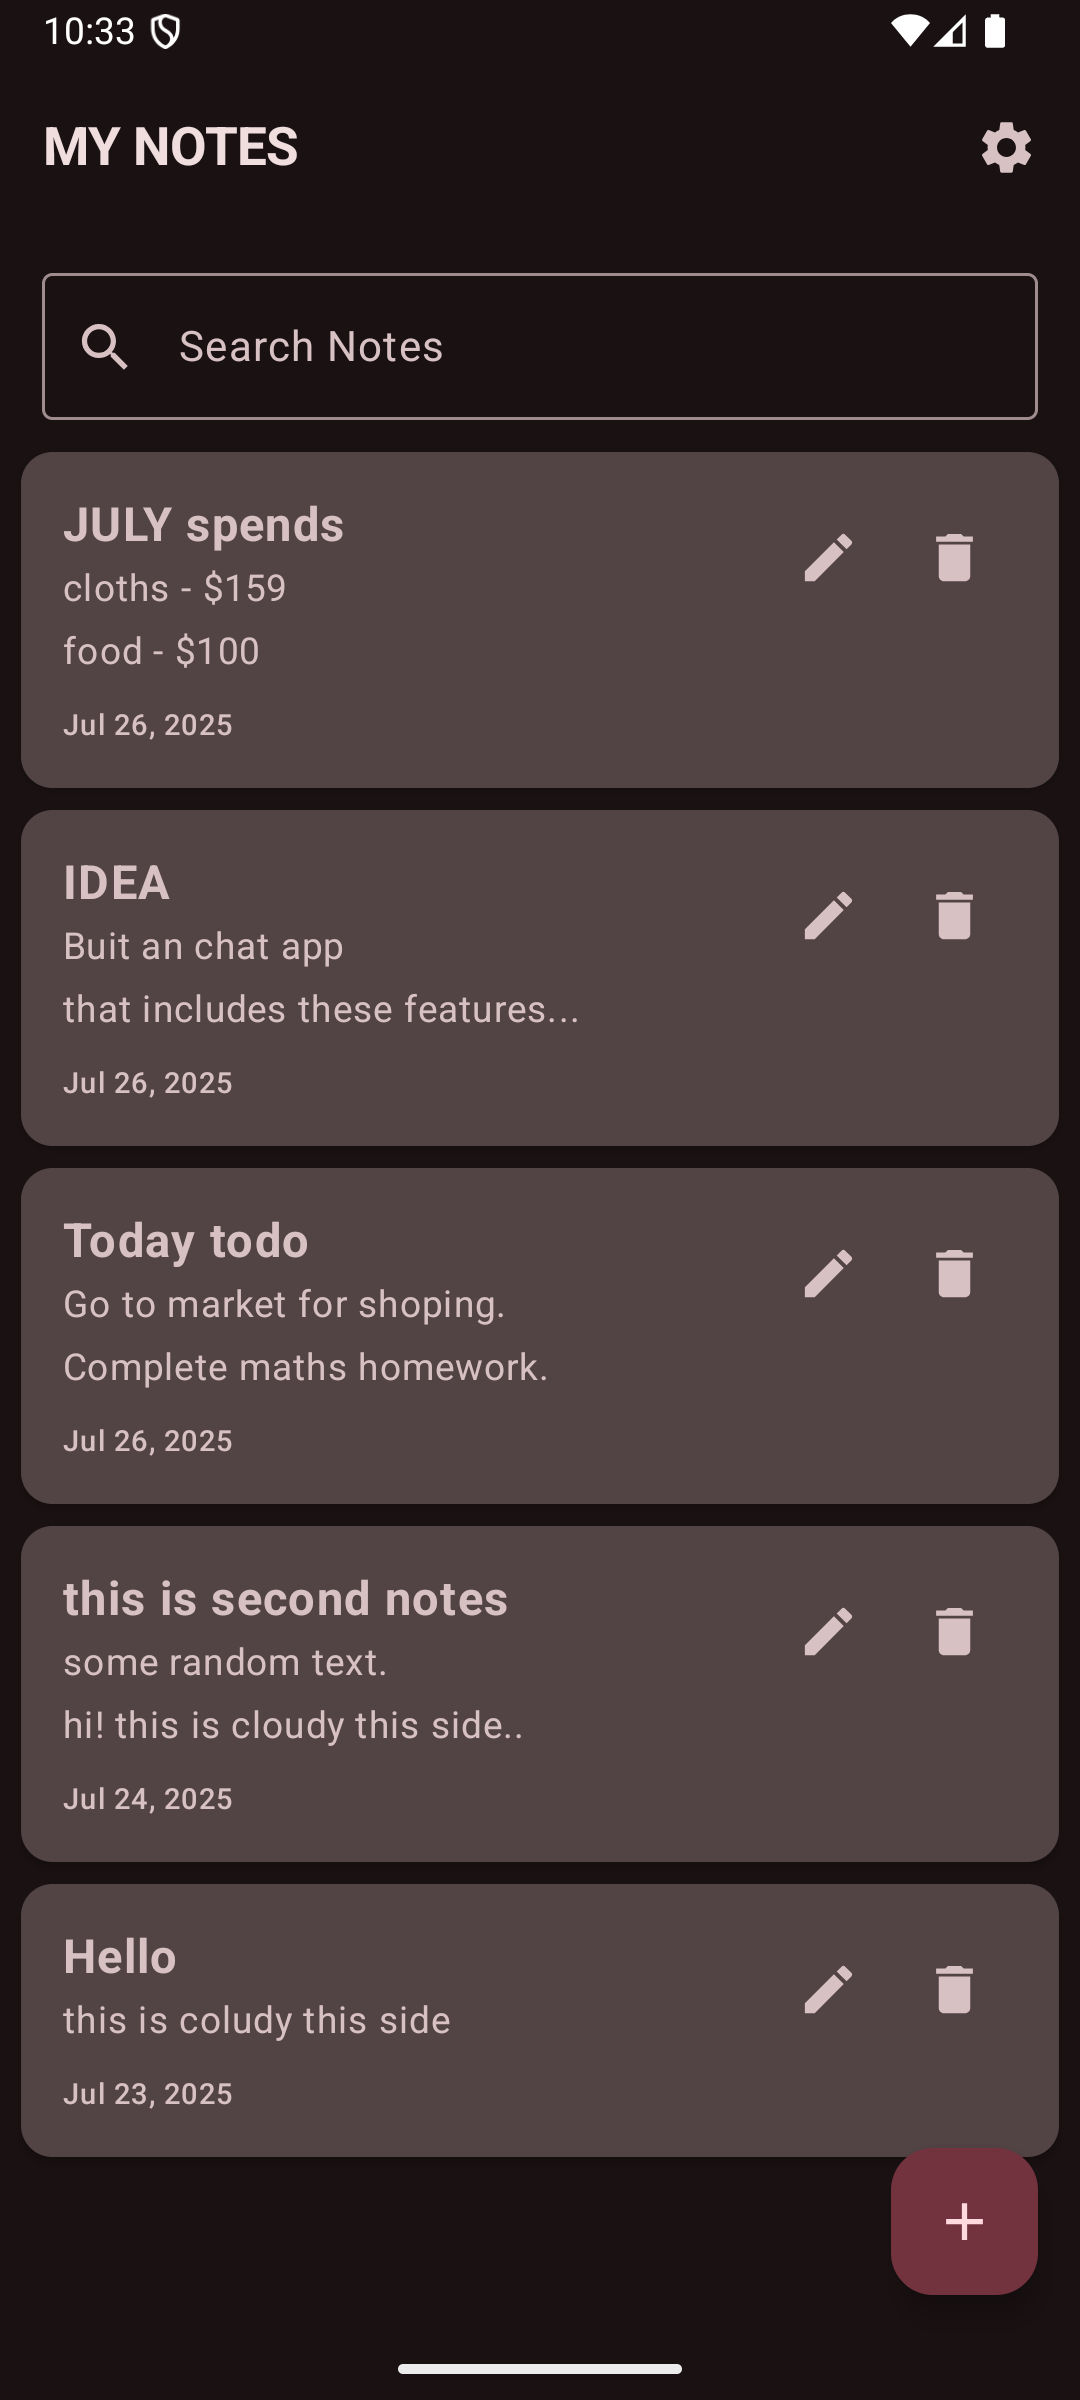 10:33
MY NOTES
Search Notes
JULY spends
cloths - $159
food - $100
Jul 26, 2025
IDEA
Buit an chat app
that includes these features...
Jul 26, 2025
Today todo
Go to market for shoping.
Complete maths homework.
Jul 26, 2025
this is second notes
some random text.
hi! this is cloudy this side..
Jul 24, 2025
Hello
this is coludy this side
Jul 23, 2025